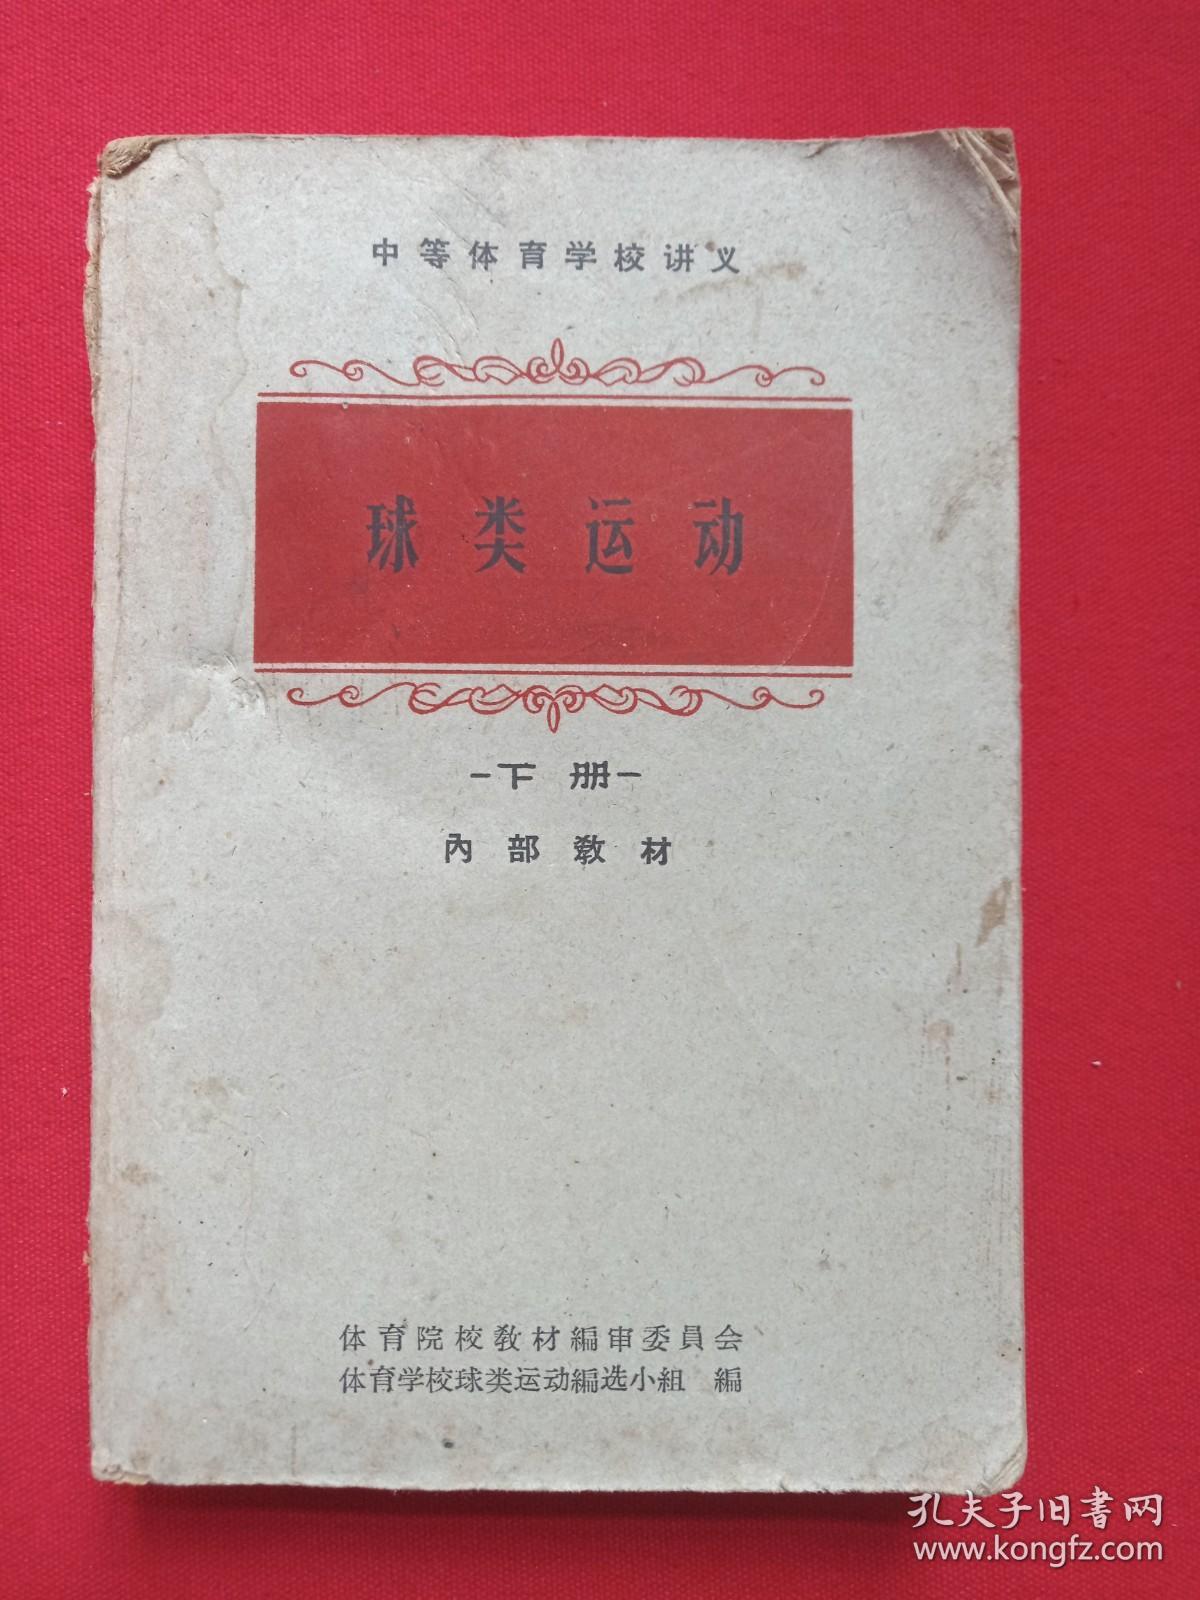 中等体育学校讲义
球类运动
-下册-
內部教材
体育院校教材編审委員会
体育学校球类运动編选小組 編
孔夫子旧書网
www.kongfz.com